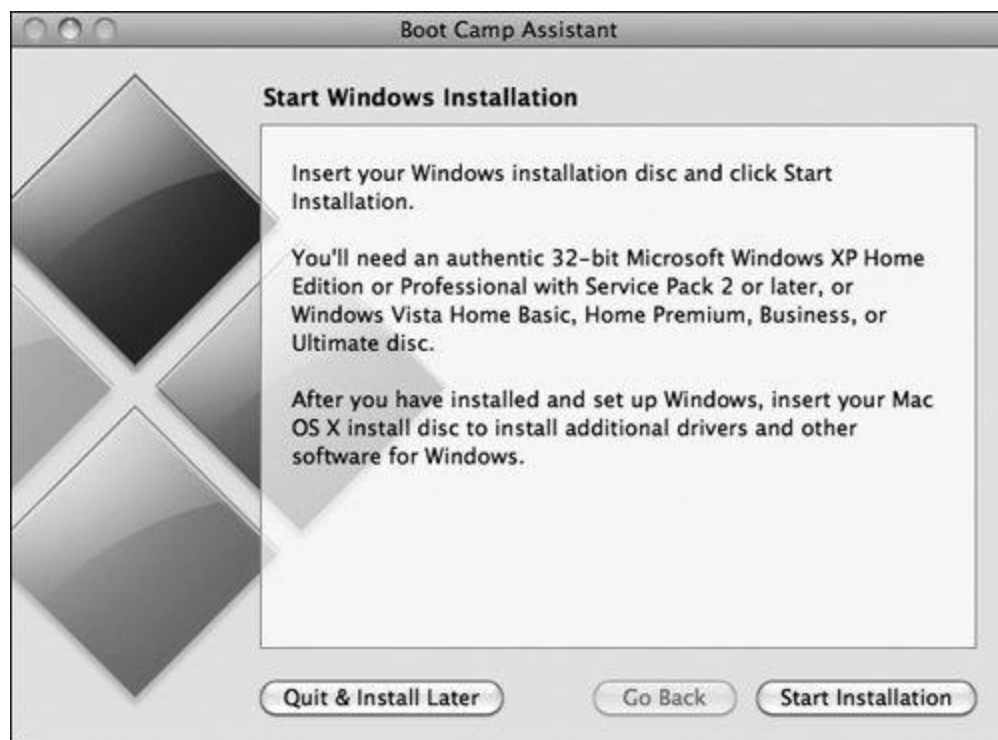 Boot Camp Assistant
Start Windows Installation
Insert your Windows installation disc and click Start
Installation.
You'll need an authentic 32-bit Microsoft Windows XP Home
Edition or Professional with Service Pack 2 or later, or
Windows Vista Home Basic, Home Premium, Business, or
Ultimate disc.
After you have installed and set up Windows, insert your Mac
OS X install disc to install additional drivers and other
software for Windows.
Quit & Install Later
Go Back
Start Installation